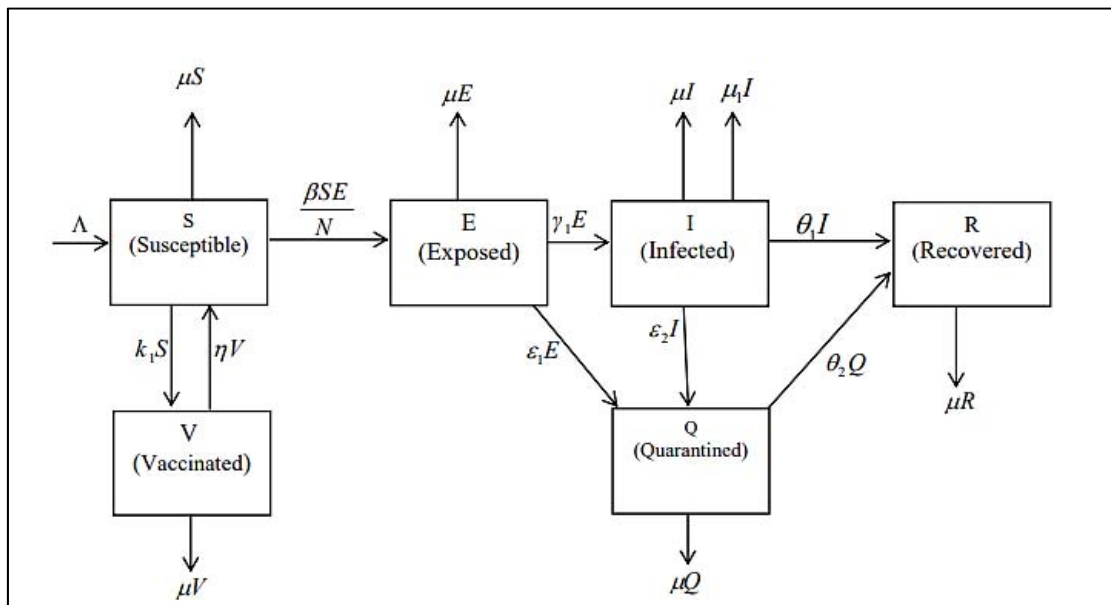 μS
μE
μI
μ₁I
Λ
S
(Susceptible)
βSE
N
E
(Exposed)
γ₁E
I
(Infected)
θ₁I
R
(Recovered)
k₁S
ηV
ε₁E
ε₂I
θ₂Q
μR
V
(Vaccinated)
Q
(Quarantined)
μV
μQ